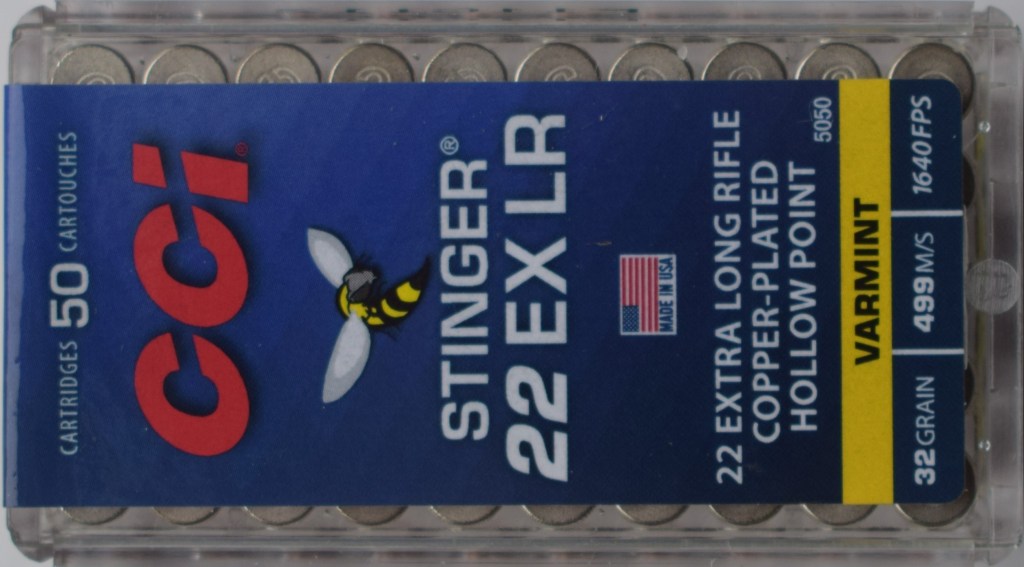 CARTRIDGES 50 CARTOUCHES
CCI®
STINGER®
22 EX LR
MADE IN USA
22 EXTRA LONG RIFLE
COPPER-PLATED
HOLLOW POINT
5050
VARMINT
32 GRAIN 499 M/S 1640 FPS